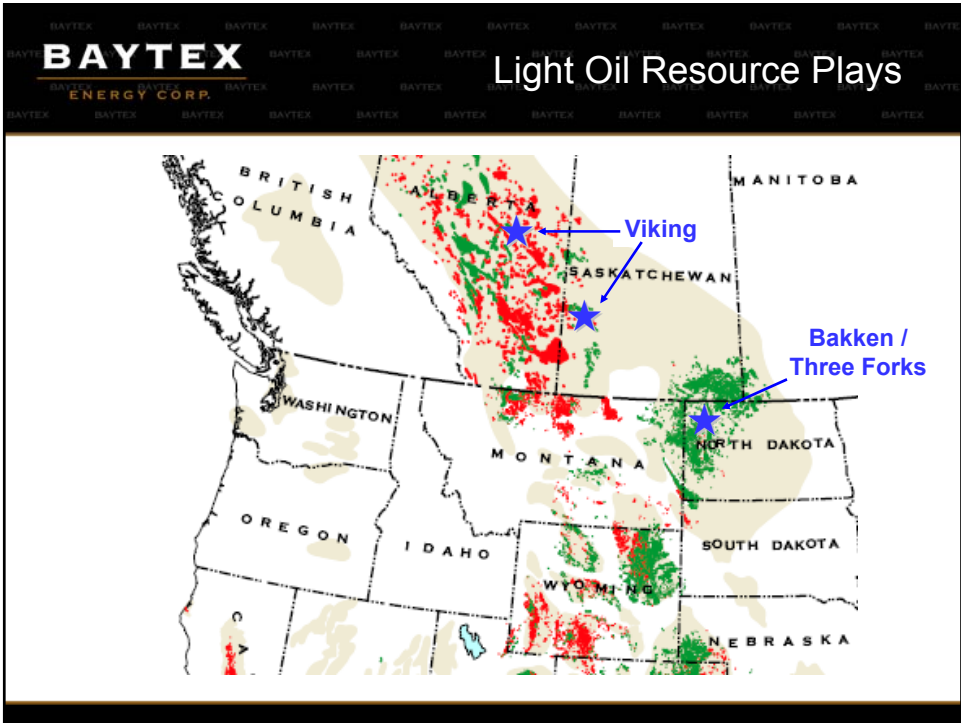 BAYTEX
ENERGY CORP.
Light Oil Resource Plays
BRITISH
COLUMBIA
ALBERTA
MANITOBA
Viking
SASKATCHEWAN
Bakken /
Three Forks
WASHINGTON
NORTH DAKOTA
MONTANA
OREGON
IDAHO
SOUTH DAKOTA
WYOMING
NEBRASKA
C A